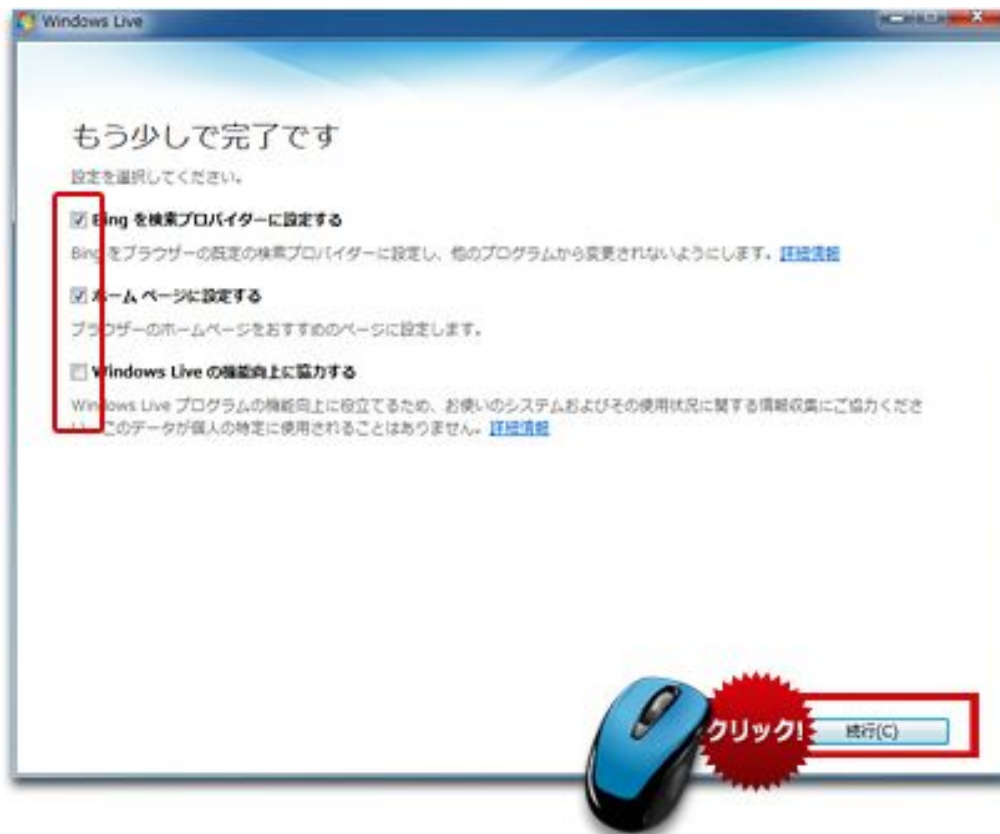 Windows Live
もう少しで完了です
設定を選択してください。
Bing を検索プロバイダーに設定する
Bing をブラウザーの既定の検索プロバイダーに設定し、他のプログラムから変更されないようにします。詳細情報
ホーム ページに設定する
ブラウザーのホームページをおすすめのページに設定します。
Windows Live の機能向上に協力する
Windows Live プログラムの機能向上に役立てるため、お使いのシステムおよびその使用状況に関する情報収集にご協力くださ
い。このデータが個人の特定に使用されることはありません。詳細情報
クリック!
続行(C)